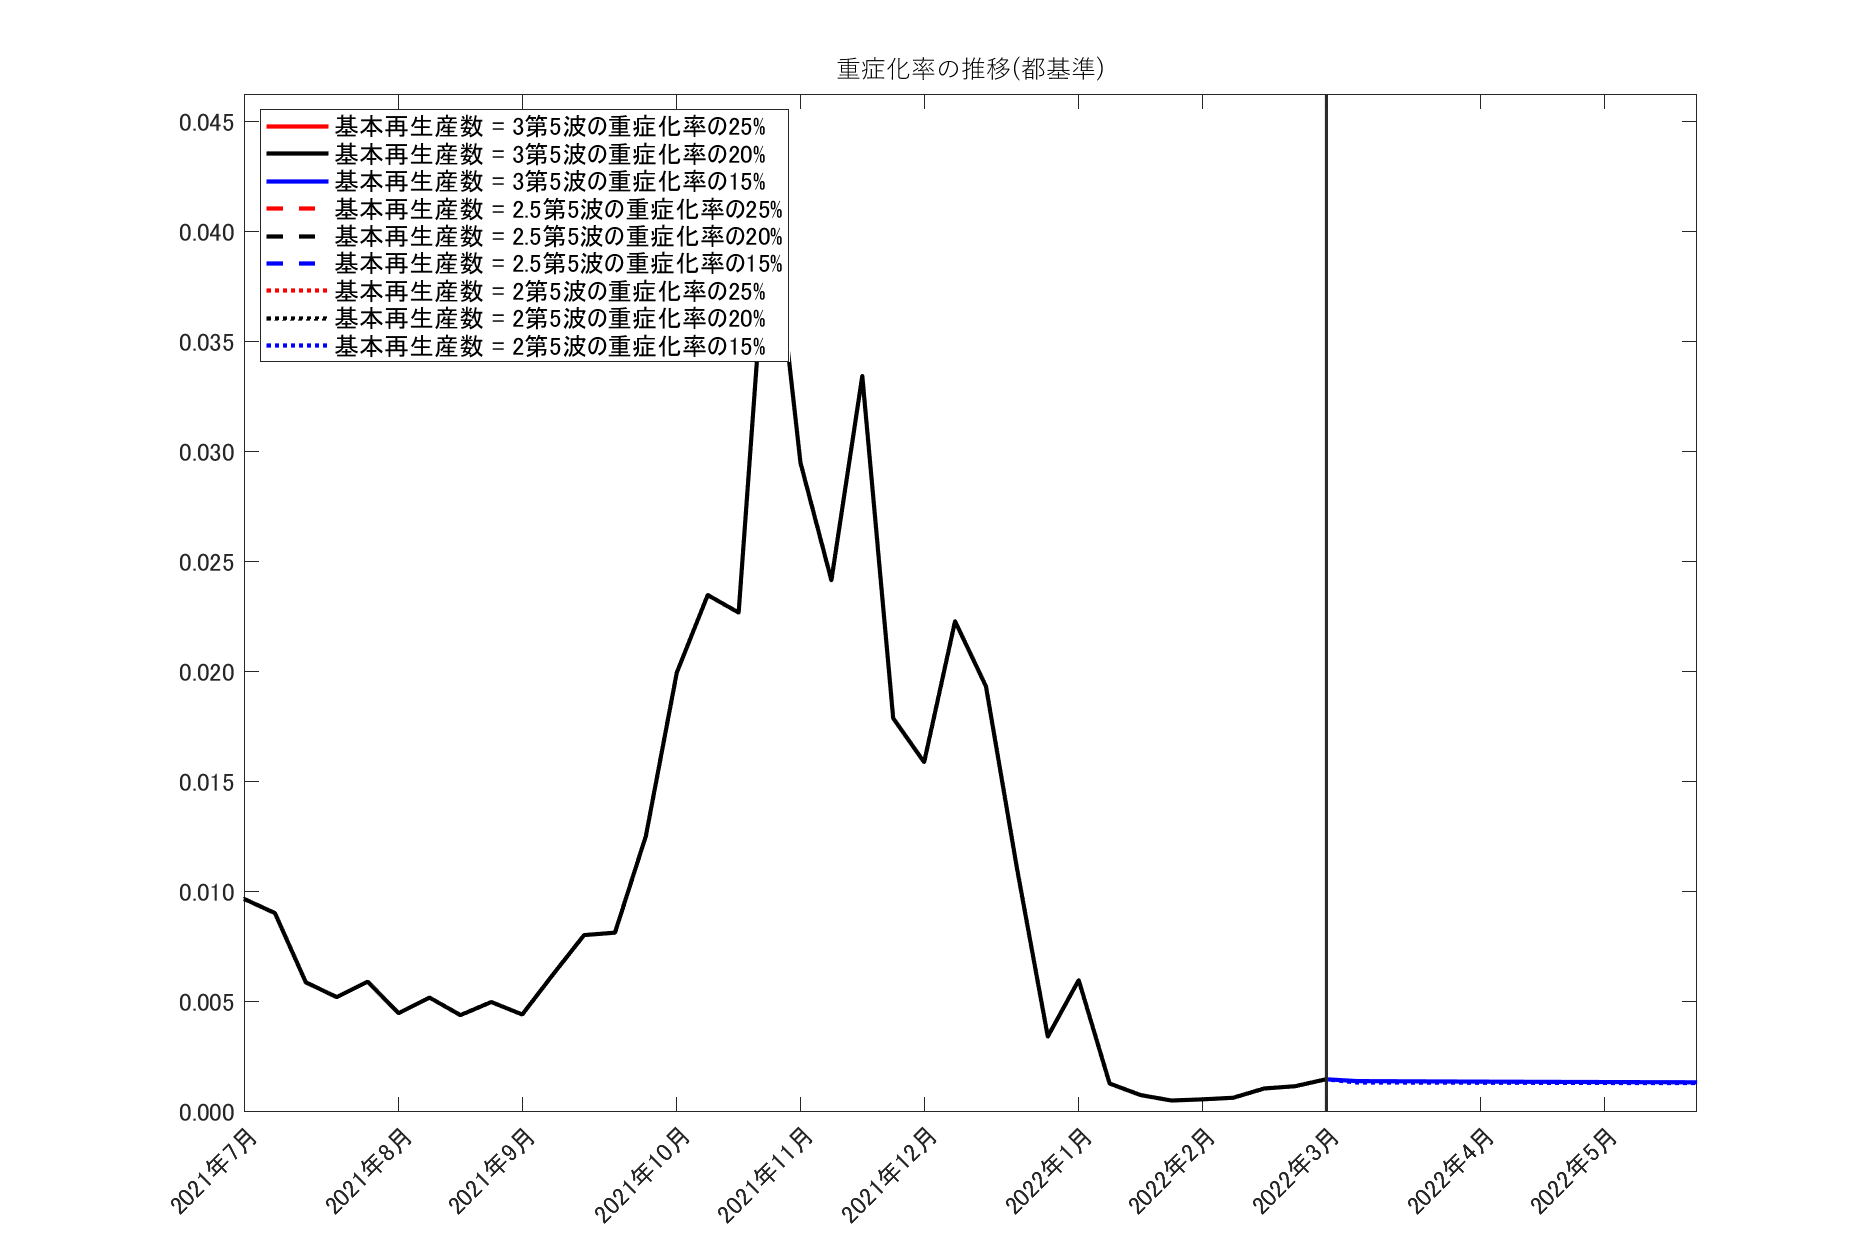 重症化率の推移(都基準)
基本再生産数 = 3第5波の重症化率の25%
基本再生産数 = 3第5波の重症化率の20%
基本再生産数 = 3第5波の重症化率の15%
基本再生産数 = 2.5第5波の重症化率の25%
基本再生産数 = 2.5第5波の重症化率の20%
基本再生産数 = 2.5第5波の重症化率の15%
基本再生産数 = 2第5波の重症化率の25%
基本再生産数 = 2第5波の重症化率の20%
基本再生産数 = 2第5波の重症化率の15%
0.045
0.040
0.035
0.030
0.025
0.020
0.015
0.010
0.005
0.000
2021年7月
2021年8月
2021年9月
2021年10月
2021年11月
2021年12月
2022年1月
2022年2月
2022年3月
2022年4月
2022年5月